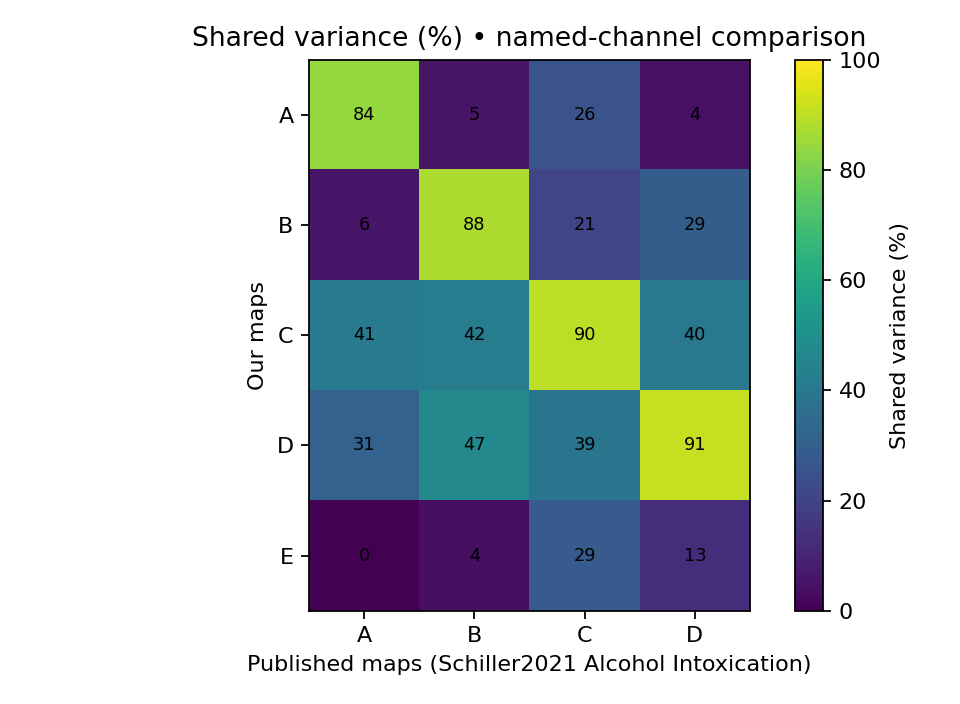 Shared variance (%) • named-channel comparison
A 84 5 26 4
B 6 88 21 29
C 41 42 90 40
D 31 47 39 91
E 0 4 29 13
A B C D
Our maps
Published maps (Schiller2021 Alcohol Intoxication)
100
80
60
40
20
0
Shared variance (%)